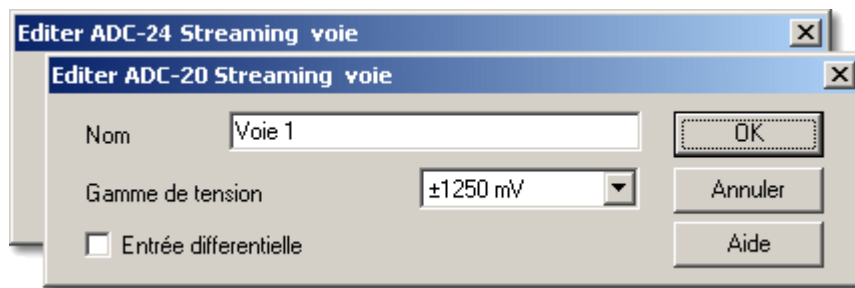 Editer ADC-24 Streaming voie
Editer ADC-20 Streaming voie
Nom
Voie 1
OK
Gamme de tension
±1250 mV
Annuler
Entrée differentielle
Aide